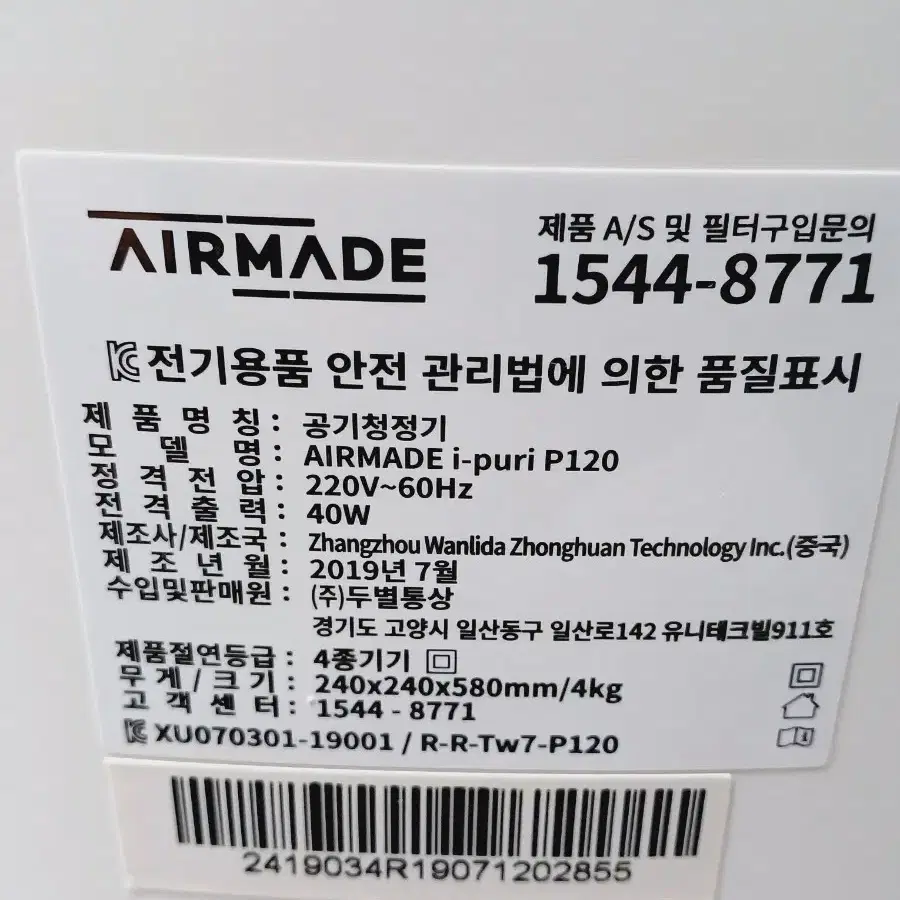 AIRMADE
제품 A/S 및 필터구입문의
1544-8771
전기용품 안전 관리법에 의한 품질표시
제 품 명 칭 : 공기청정기
모 델 명 : AIRMADE i-puri P120
정 격 전 압 : 220V~60Hz
전 격 출 력 : 40W
제조사/제조국 : Zhangzhou Wanlida Zhonghuan Technology Inc.(중국)
제 조 년 월 : 2019년 7월
수입및판매원 : (주)두별통상
경기도 고양시 일산동구 일산로142 유니테크빌911호
제품절연등급 : 4종기기
무 게 / 크 기 : 240x240x580mm/4kg
고 객 센 터 : 1544 - 8771
XU070301-19001 / R-R-Tw7-P120
2419034R19071202855